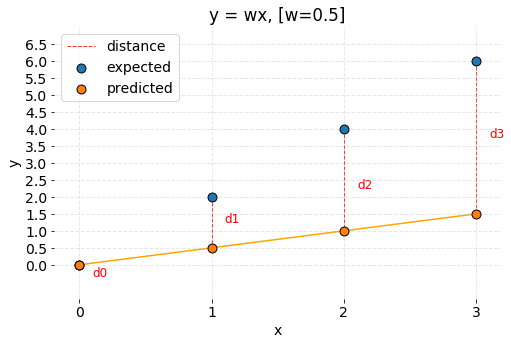 y = wx, [w=0.5]
distance
expected
predicted
6.5
6.0
5.5
5.0
4.5
4.0
3.5
3.0
2.5
2.0
1.5
1.0
0.5
0.0
y
d0
d1
d2
d3
0 1 2 3
x